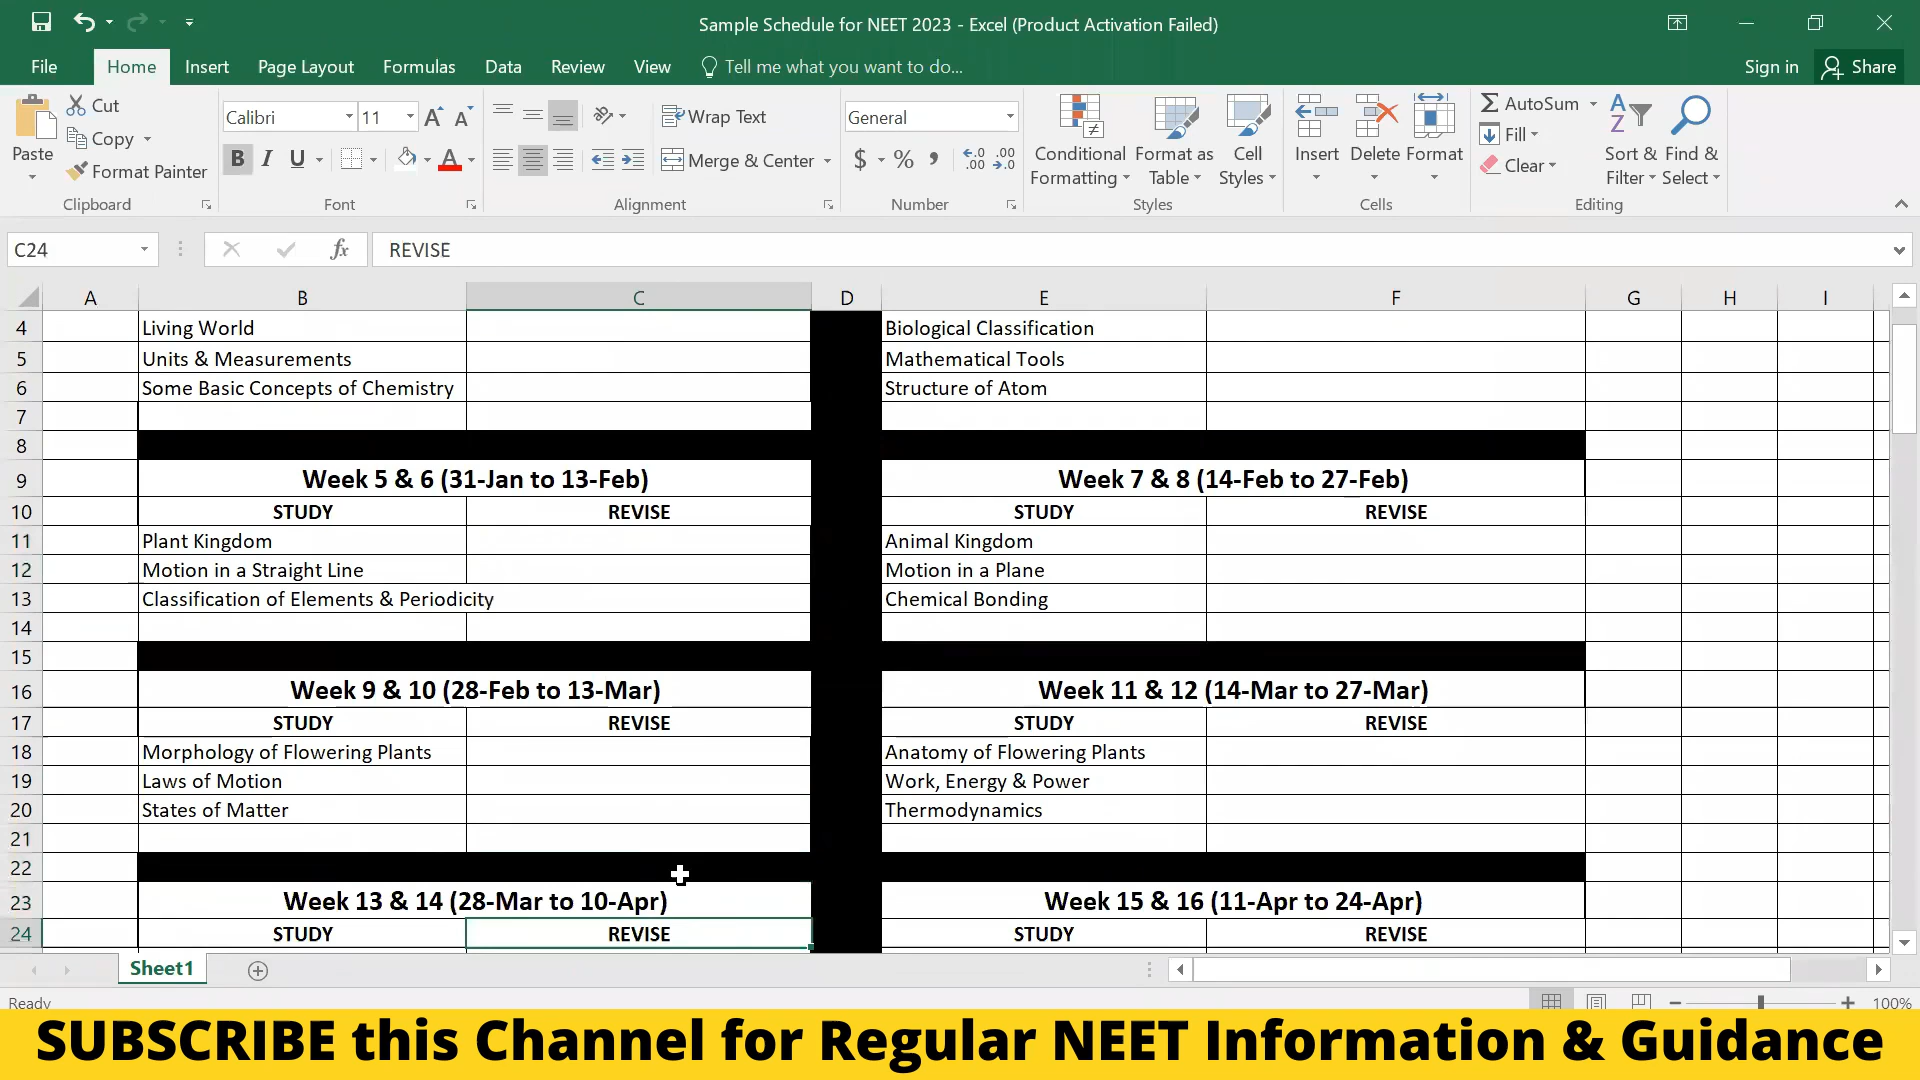 Sample Schedule for NEET 2023 - Excel (Product Activation Failed)
File Home Insert Page Layout Formulas Data Review View Tell me what you want to do... Sign in Share
Paste
Cut
Copy
Format Painter
Clipboard
Calibri 11 A A
B I U A
Font
Wrap Text
Merge & Center
Alignment
General
$ % , .0 .00 .00 .0
Number
Conditional Formatting
Format as Table
Cell Styles
Styles
Insert Delete Format
Cells
AutoSum
Fill
Clear
Sort & Filter
Find & Select
Editing
C24 fx REVISE
A B C D E F G H I
4 Living World Biological Classification
5 Units & Measurements Mathematical Tools
6 Some Basic Concepts of Chemistry Structure of Atom
7
8
9 Week 5 & 6 (31-Jan to 13-Feb) Week 7 & 8 (14-Feb to 27-Feb)
10 STUDY REVISE STUDY REVISE
11 Plant Kingdom Animal Kingdom
12 Motion in a Straight Line Motion in a Plane
13 Classification of Elements & Periodicity Chemical Bonding
14
15
16 Week 9 & 10 (28-Feb to 13-Mar) Week 11 & 12 (14-Mar to 27-Mar)
17 STUDY REVISE STUDY REVISE
18 Morphology of Flowering Plants Anatomy of Flowering Plants
19 Laws of Motion Work, Energy & Power
20 States of Matter Thermodynamics
21
22
23 Week 13 & 14 (28-Mar to 10-Apr) Week 15 & 16 (11-Apr to 24-Apr)
24 STUDY REVISE STUDY REVISE
Sheet1
Ready 100%
SUBSCRIBE this Channel for Regular NEET Information & Guidance